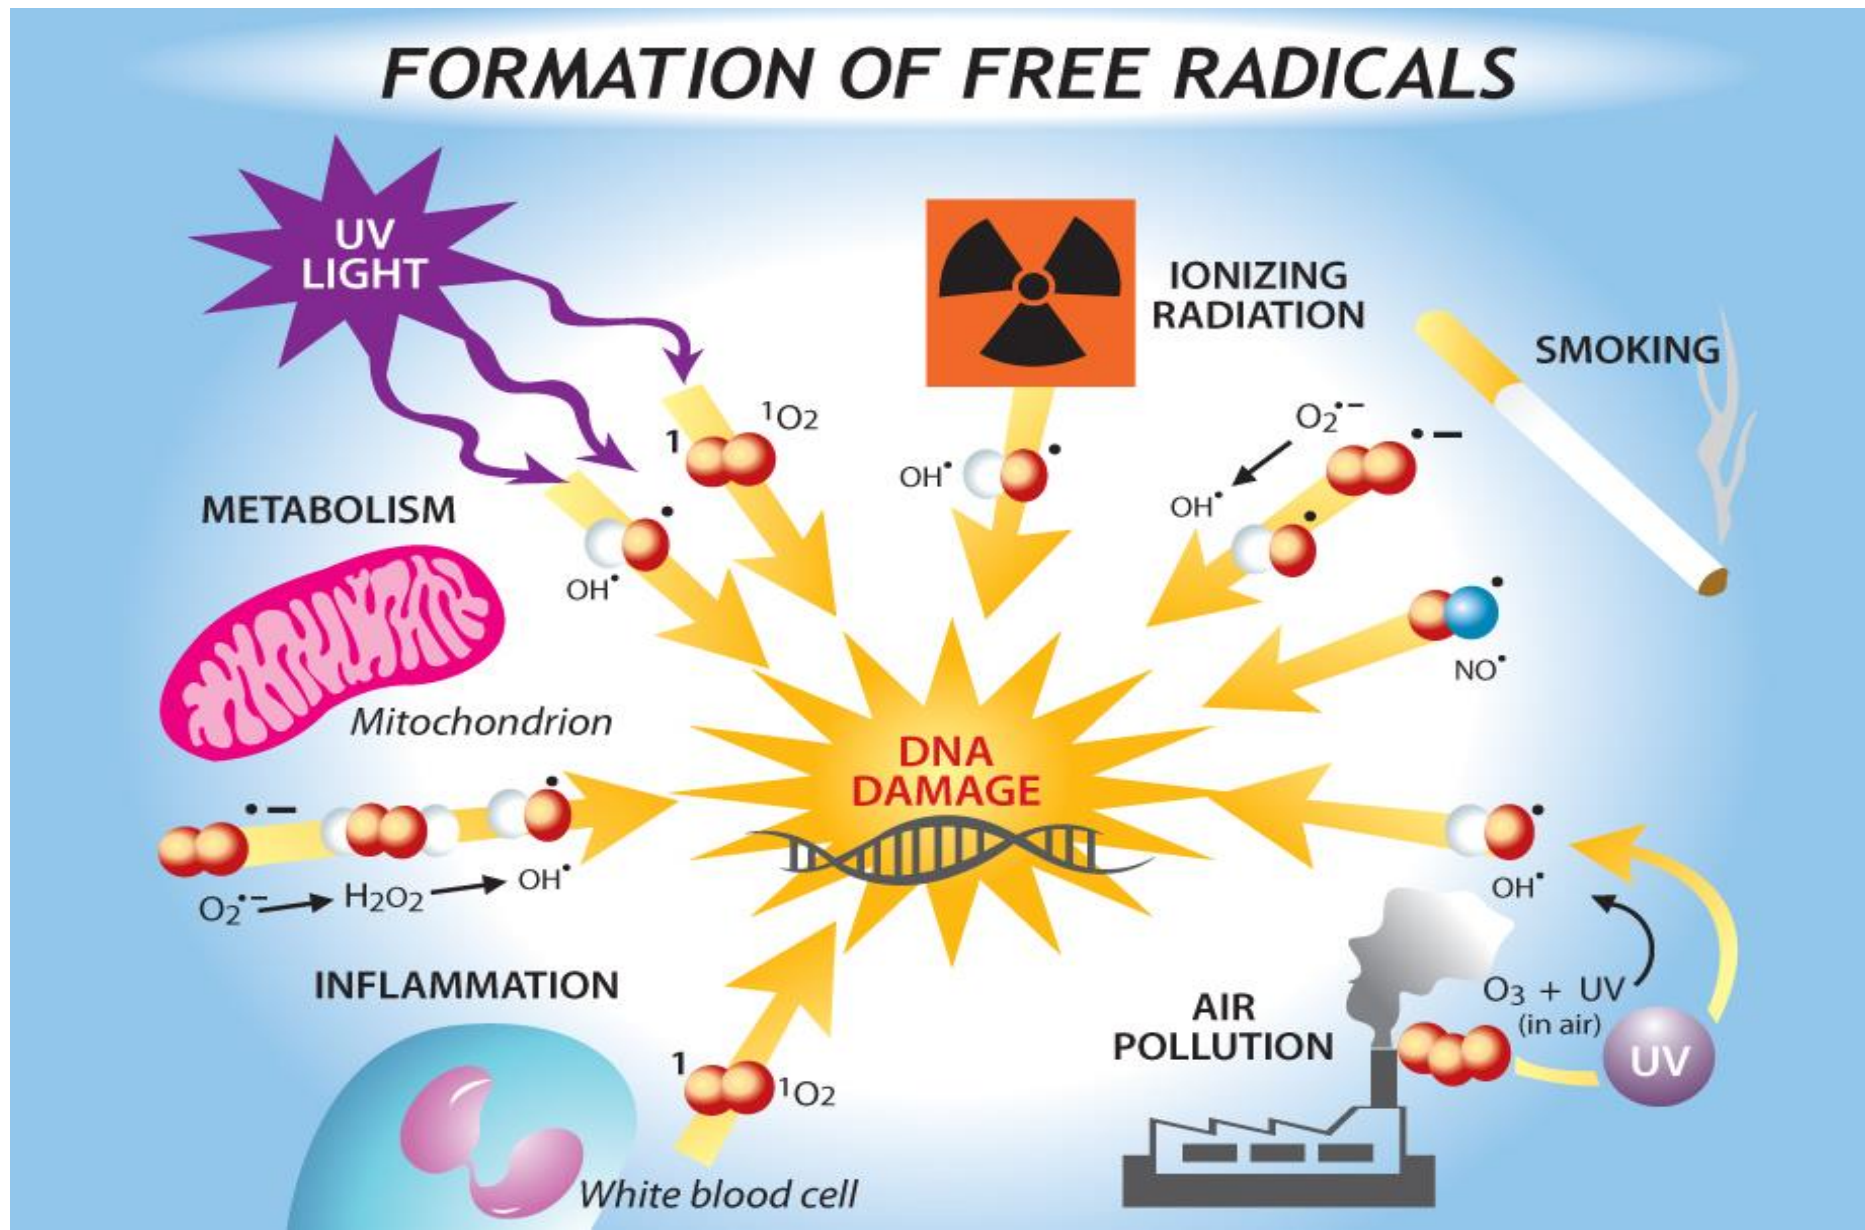 FORMATION OF FREE RADICALS
UV
LIGHT
1
¹O₂
OH•
METABOLISM
Mitochondrion
O₂•−
H₂O₂
OH•
• −
•
IONIZING
RADIATION
OH•
•
SMOKING
O₂•−
• −
OH•
•
NO•
•
DNA
DAMAGE
INFLAMMATION
1
¹O₂
White blood cell
AIR
POLLUTION
OH•
•
O₃ + UV
(in air)
UV